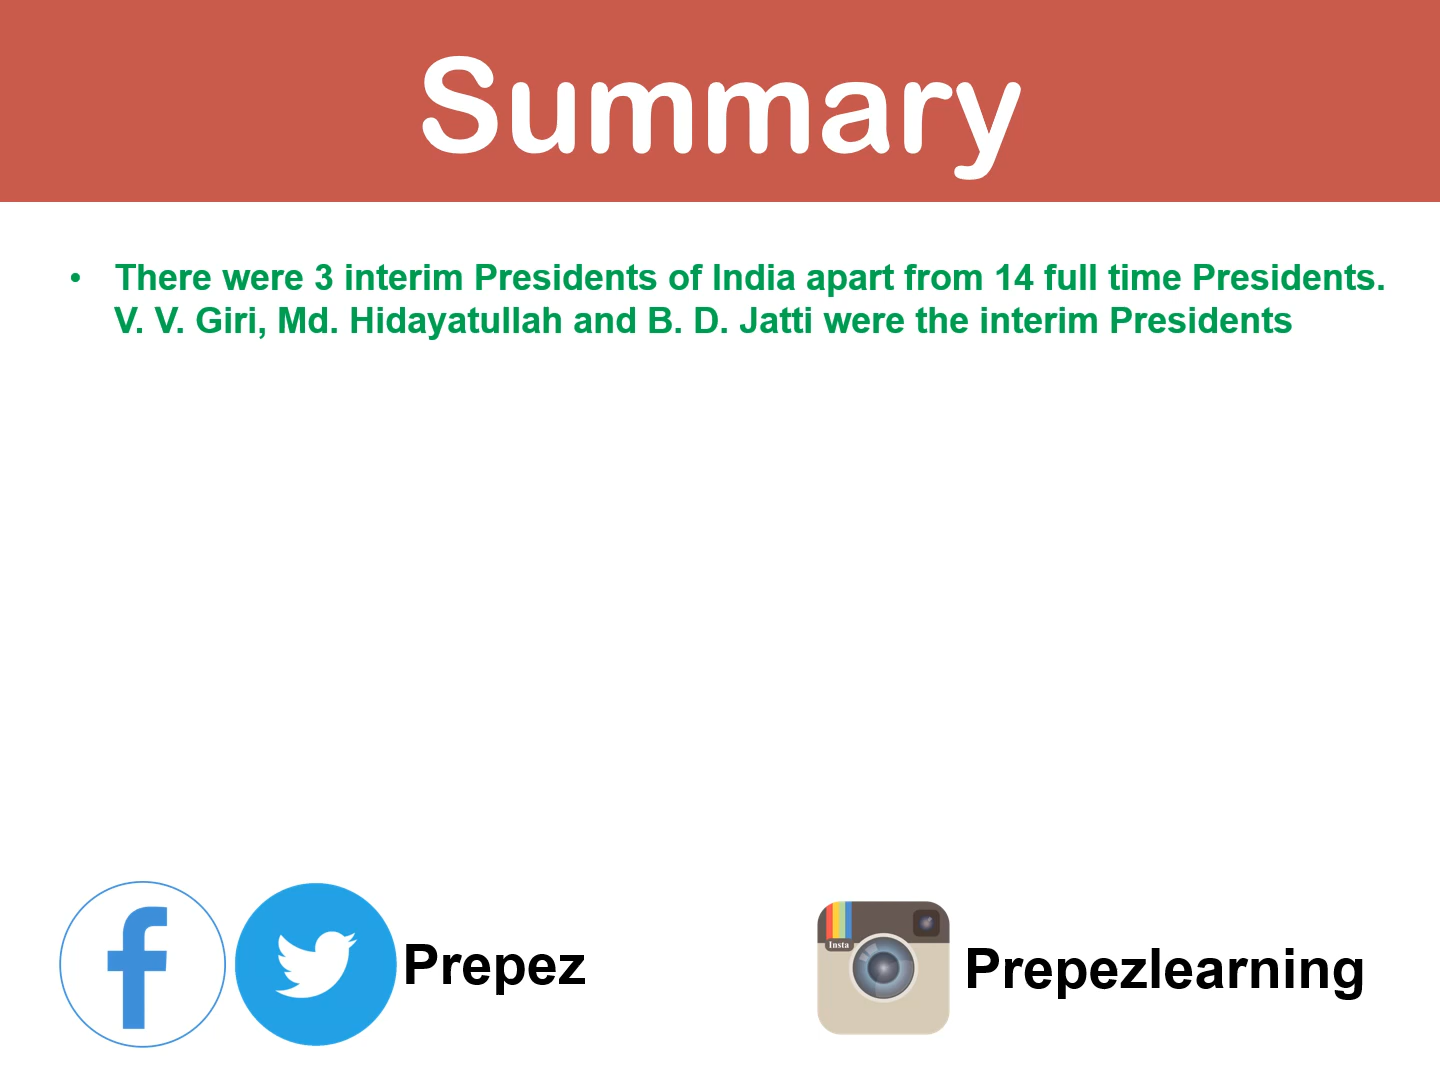 Summary
• There were 3 interim Presidents of India apart from 14 full time Presidents.
V. V. Giri, Md. Hidayatullah and B. D. Jatti were the interim Presidents
Prepez
Insta
Prepezlearning